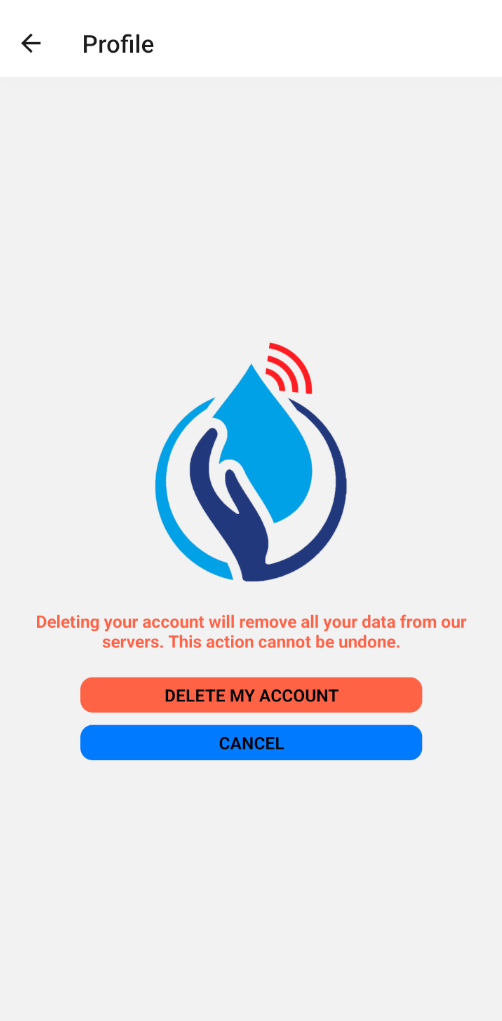 Profile
Deleting your account will remove all your data from our
servers. This action cannot be undone.
DELETE MY ACCOUNT
CANCEL